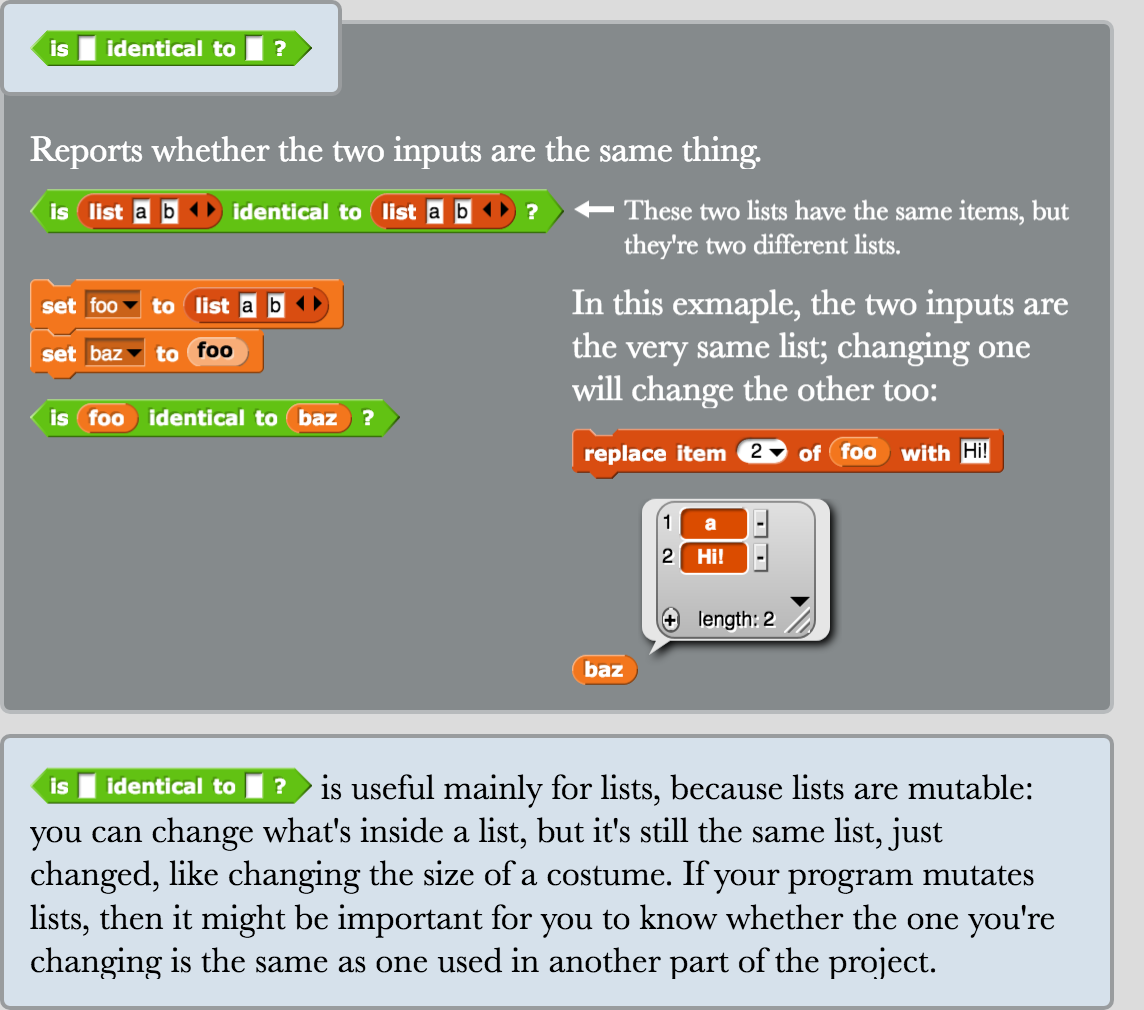 is identical to ?
Reports whether the two inputs are the same thing.
is list a b identical to list a b ?
These two lists have the same items, but
they're two different lists.
set foo to list a b
set baz to foo
is foo identical to baz ?
In this exmaple, the two inputs are
the very same list; changing one
will change the other too:
replace item 2 of foo with Hi!
1 a -
2 Hi! -
+ length: 2
baz
is identical to ? is useful mainly for lists, because lists are mutable:
you can change what's inside a list, but it's still the same list, just
changed, like changing the size of a costume. If your program mutates
lists, then it might be important for you to know whether the one you're
changing is the same as one used in another part of the project.